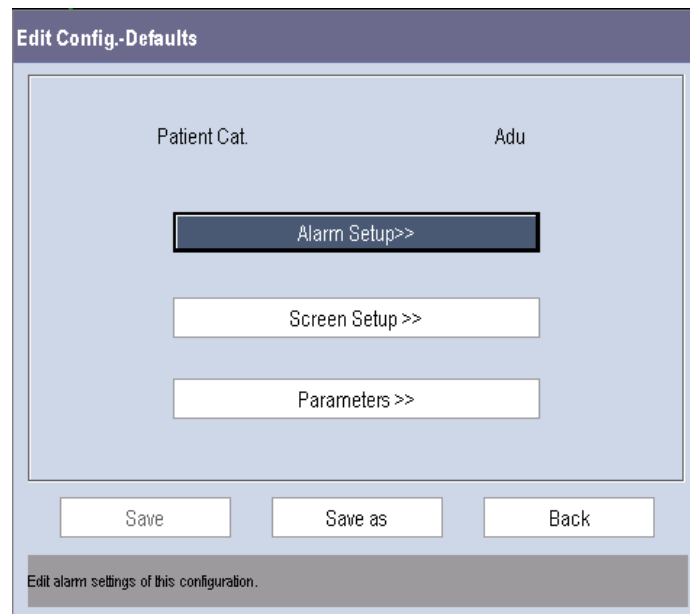 Edit Config.-Defaults
Patient Cat. Adu
Alarm Setup>>
Screen Setup >>
Parameters >>
Save Save as Back
Edit alarm settings of this configuration.